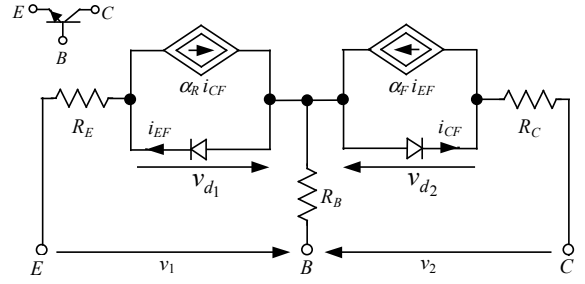 E C
B
α_R i_CF α_F i_EF
R_E i_EF i_CF R_C
v_d1 R_B v_d2
E v_1 B v_2 C